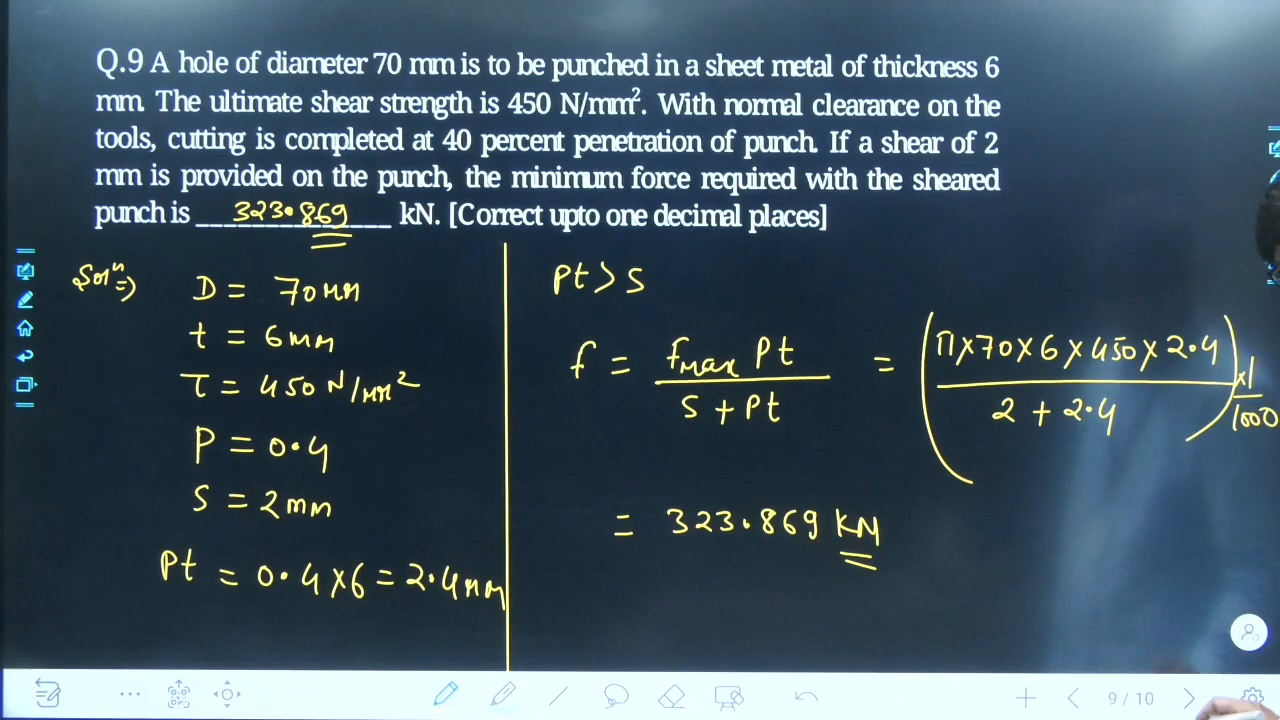 Q.9 A hole of diameter 70 mm is to be punched in a sheet metal of thickness 6
mm. The ultimate shear strength is 450 N/mm². With normal clearance on the
tools, cutting is completed at 40 percent penetration of punch. If a shear of 2
mm is provided on the punch, the minimum force required with the sheared
punch is 323.869 kN. [Correct upto one decimal places]
Solⁿ ⇒
D = 70mm
t = 6mm
τ = 450 N/mm²
P = 0.4
S = 2mm
Pt = 0.4×6 = 2.4mm
Pt > S
f = fmax Pt / S + Pt = (π×70×6×450×2.4 / 2 + 2.4) × 1/1000
= 323.869 KN
9 / 10